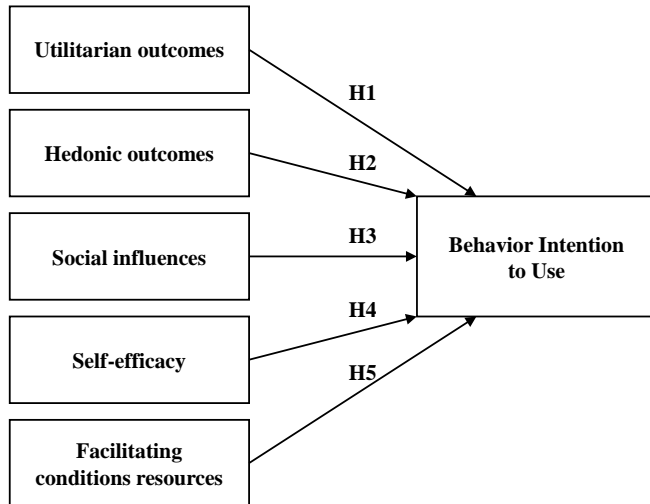 Utilitarian outcomes
H1
Hedonic outcomes
H2
Social influences
H3
Behavior Intention
to Use
Self-efficacy
H4
Facilitating
conditions resources
H5